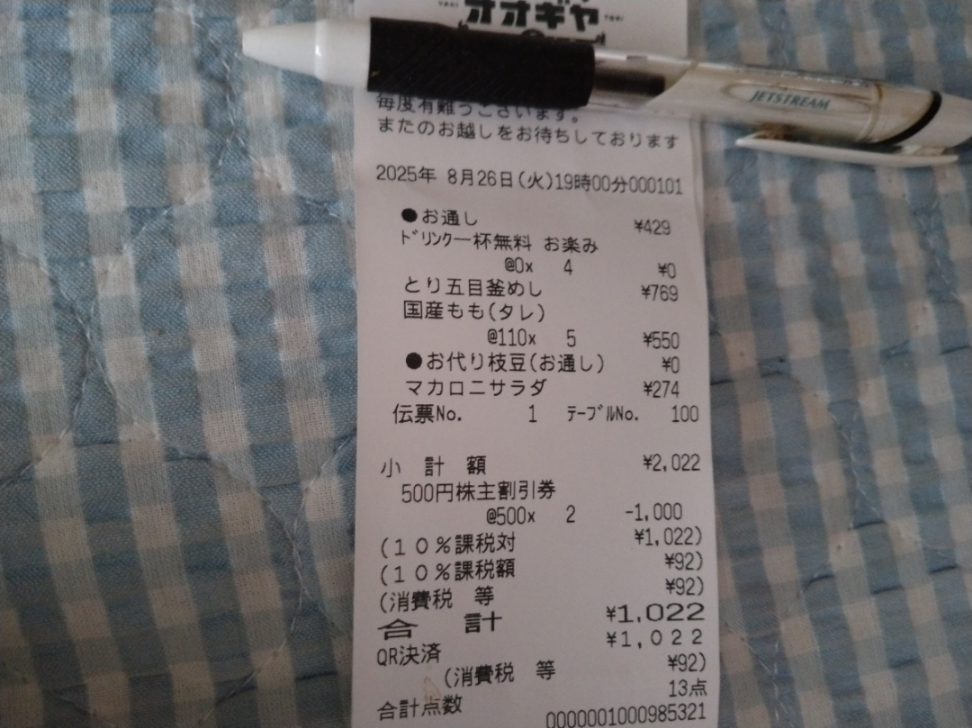 オオギヤ
JETSTREAM
毎度有難うございます。
またのお越しをお待ちしております
2025年 8月26日(火)19時00分000101
●お通し ¥429
ドリンク一杯無料 お楽み
@0x 4 ¥0
とり五目釜めし ¥769
国産もも(タレ)
@110x 5 ¥550
●お代り枝豆(お通し) ¥0
マカロニサラダ ¥274
伝票No. 1 テーブルNo. 100
小 計 額 ¥2,022
500円株主割引券
@500x 2 -1,000
(10%課税対 ¥1,022)
(10%課税額 ¥92)
(消費税 等 ¥92)
合 計 ¥1,022
QR決済 ¥1,022
(消費税 等 ¥92)
合計点数 13点
0000001000985321